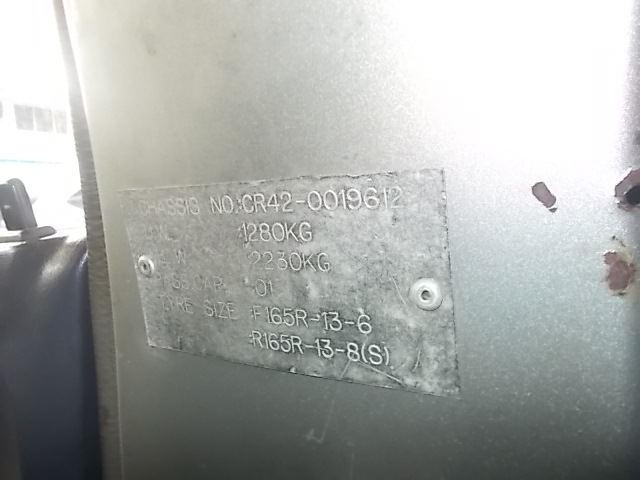 CHASSIS NO.:CR42-0019612
:1280KG
:2230KG
:01
TYRE SIZE :F165R-13-6
:R165R-13-8(S)